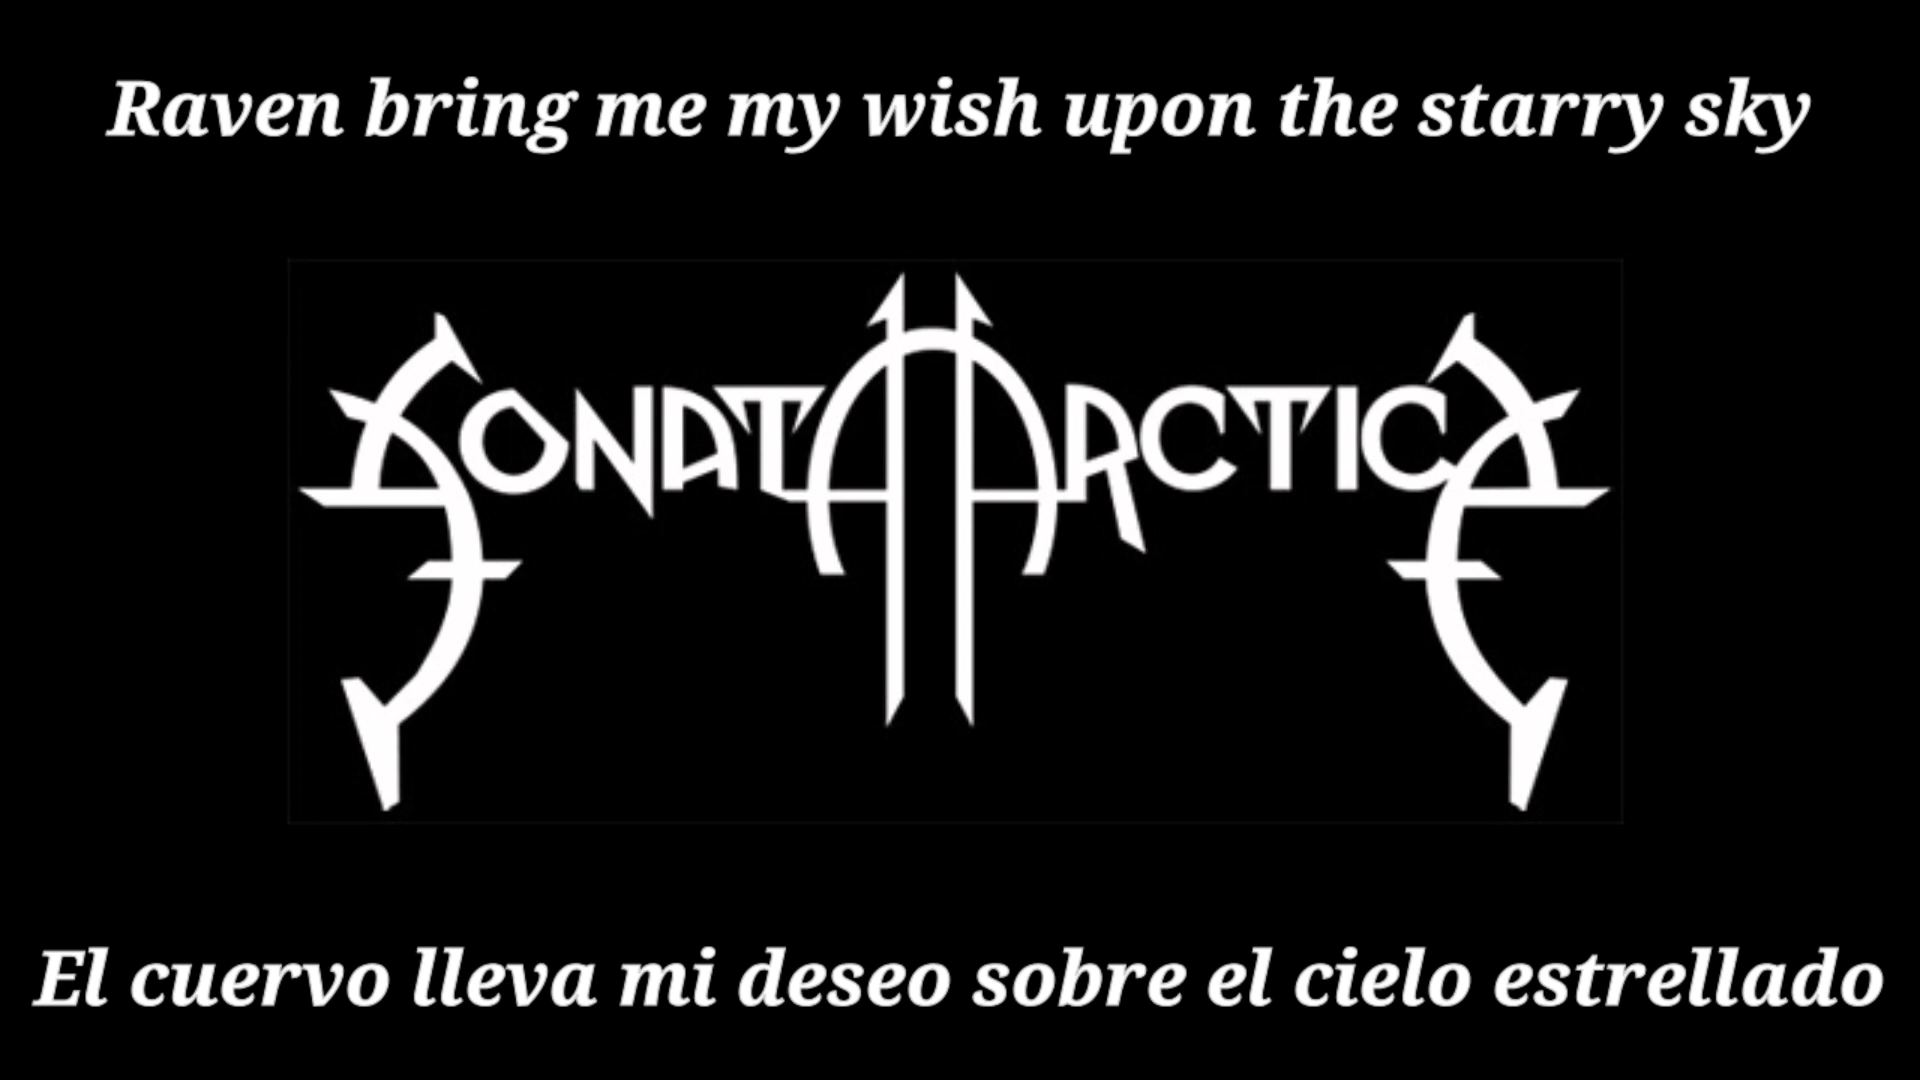 Raven bring me my wish upon the starry sky
SONATA ARCTICA
El cuervo lleva mi deseo sobre el cielo estrellado